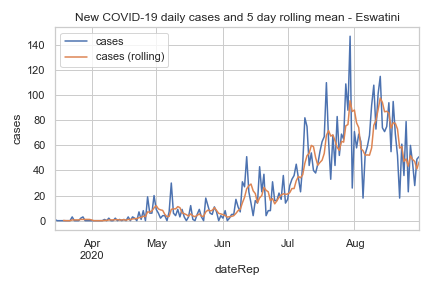 New COVID-19 daily cases and 5 day rolling mean - Eswatini
cases
cases (rolling)
140
120
100
80
60
40
20
0
cases
Apr
2020
May
Jun
Jul
Aug
dateRep